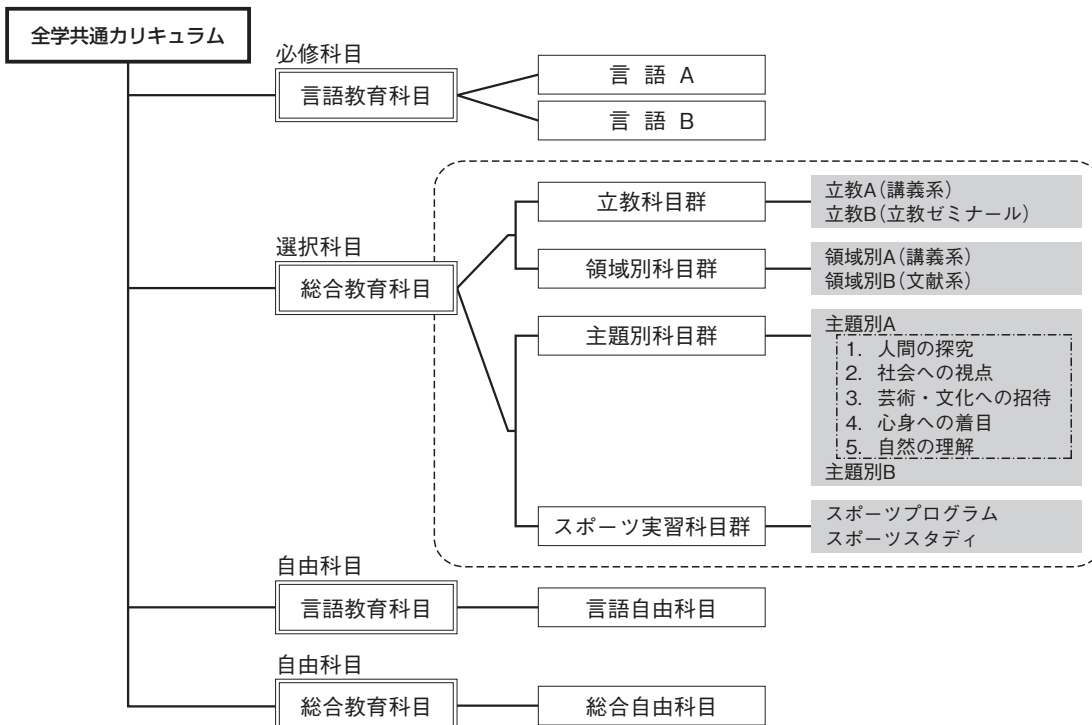 全学共通カリキュラム
必修科目
言語教育科目
言 語 A
言 語 B
選択科目
総合教育科目
立教科目群
立教A(講義系)
立教B(立教ゼミナール)
領域別科目群
領域別A(講義系)
領域別B(文献系)
主題別科目群
主題別A
1. 人間の探究
2. 社会への視点
3. 芸術・文化への招待
4. 心身への着目
5. 自然の理解
主題別B
スポーツ実習科目群
スポーツプログラム
スポーツスタディ
自由科目
言語教育科目
言語自由科目
自由科目
総合教育科目
総合自由科目